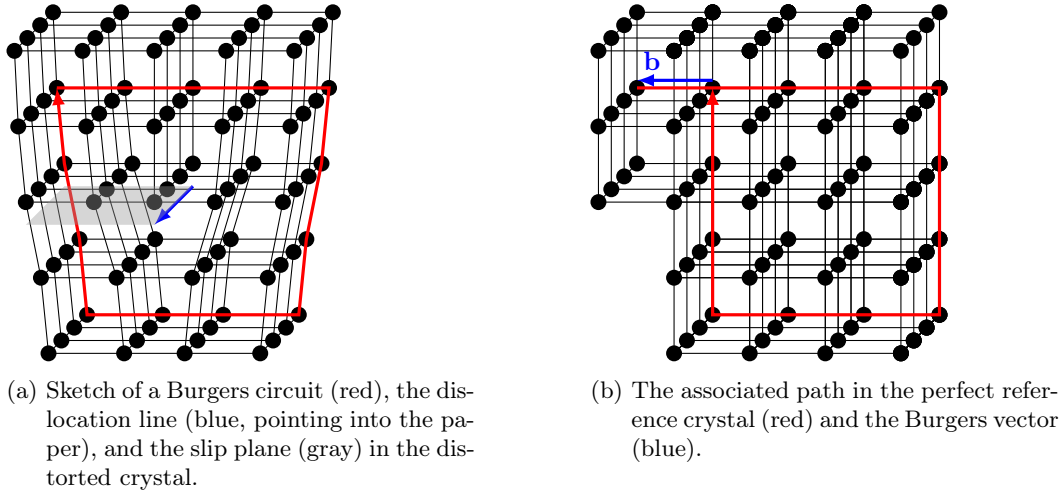 b
(a) Sketch of a Burgers circuit (red), the dis-
location line (blue, pointing into the pa-
per), and the slip plane (gray) in the dis-
torted crystal.
(b) The associated path in the perfect refer-
ence crystal (red) and the Burgers vector
(blue).